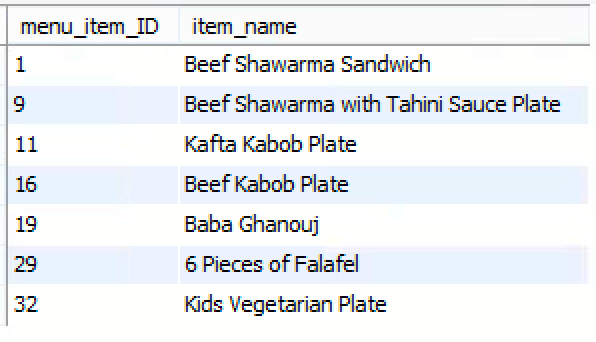 menu_item_ID item_name
1 Beef Shawarma Sandwich
9 Beef Shawarma with Tahini Sauce Plate
11 Kafta Kabob Plate
16 Beef Kabob Plate
19 Baba Ghanouj
29 6 Pieces of Falafel
32 Kids Vegetarian Plate